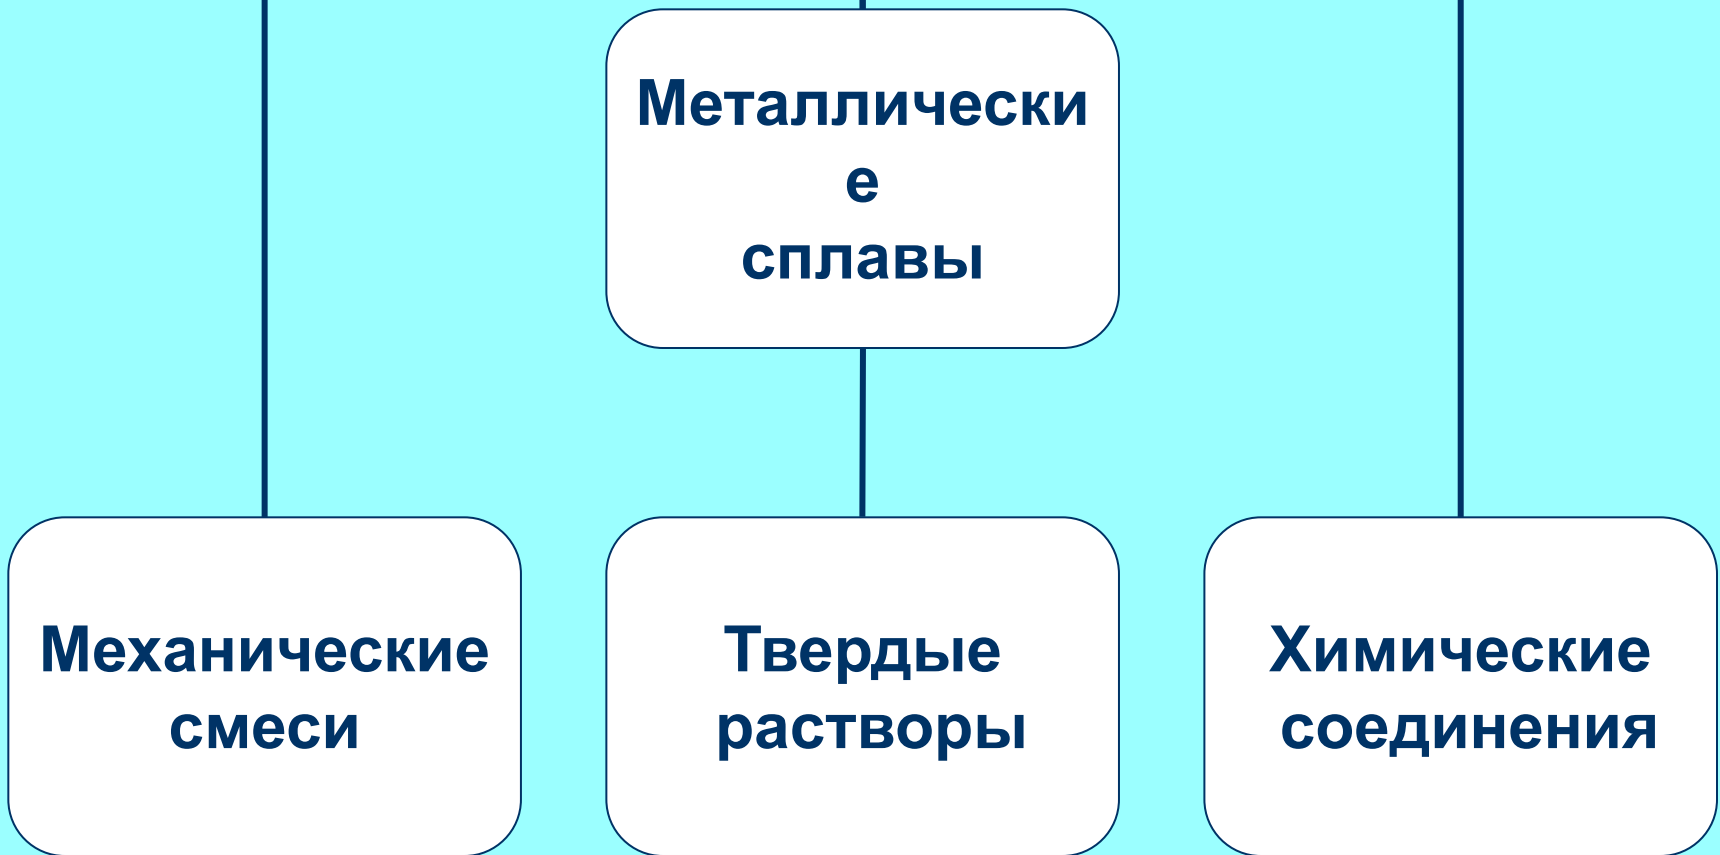 Металлически
е
сплавы
Механические
смеси
Твердые
растворы
Химические
соединения